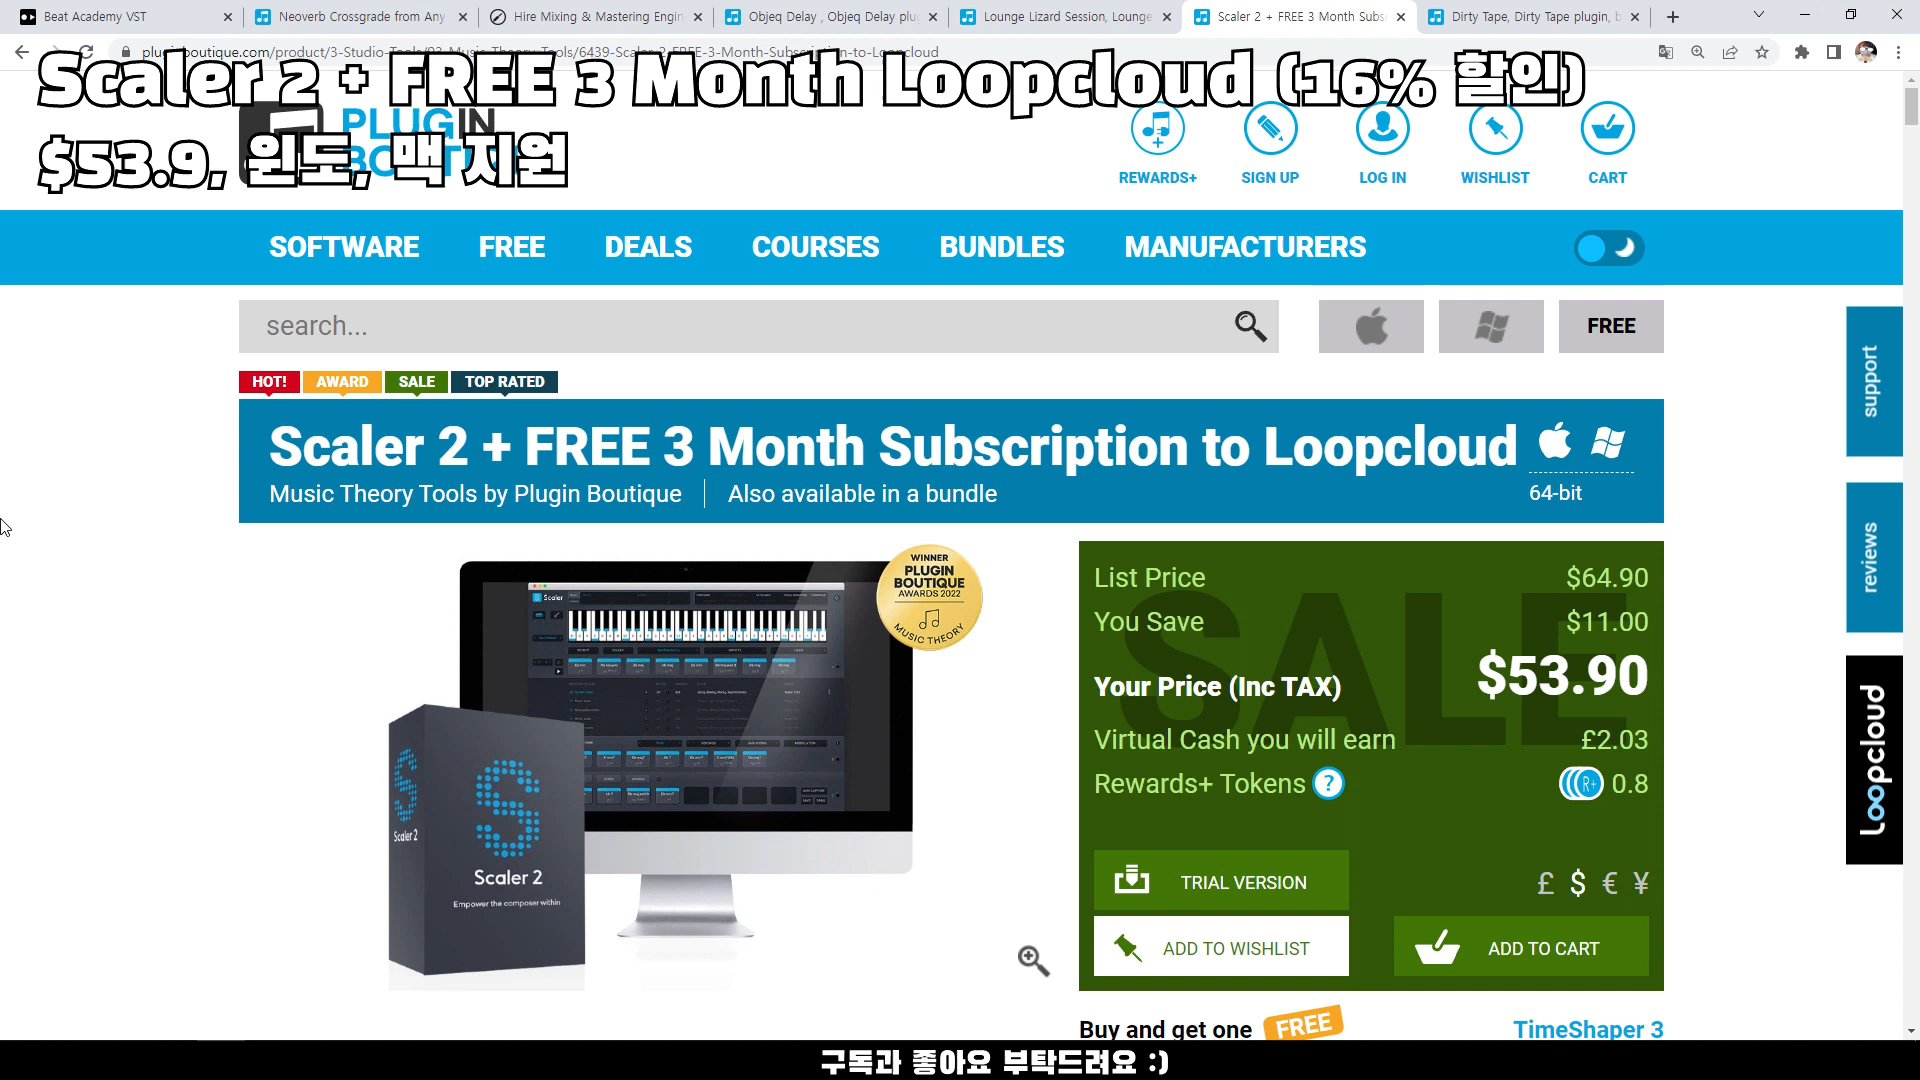 Beat Academy VST
Neoverb Crossgrade from Any
Hire Mixing & Mastering Engin
Objeq Delay , Objeq Delay plug
Lounge Lizard Session, Lounge
Scaler 2 + FREE 3 Month Subs
Dirty Tape, Dirty Tape plugin, b
Scaler 2 + FREE 3 Month Loopcloud (16% 할인)
$53.9, 윈도, 맥 지원
PLUGIN
REWARDS+
SIGN UP
LOG IN
WISHLIST
CART
SOFTWARE
FREE
DEALS
COURSES
BUNDLES
MANUFACTURERS
search...
FREE
HOT!
AWARD
SALE
TOP RATED
Scaler 2 + FREE 3 Month Subscription to Loopcloud
Music Theory Tools by Plugin Boutique
Also available in a bundle
64-bit
support
reviews
loopcloud
WINNER
PLUGIN
BOUTIQUE
AWARDS 2022
MUSIC THEORY
Scaler
Scaler 2
Scaler 2
Empower the composer within
SALE
List Price
$64.90
You Save
$11.00
Your Price (Inc TAX)
$53.90
Virtual Cash you will earn
£2.03
Rewards+ Tokens ?
R+ 0.8
TRIAL VERSION
£ $ € ¥
ADD TO WISHLIST
ADD TO CART
Buy and get one
FREE
TimeShaper 3
구독과 좋아요 부탁드려요 :)